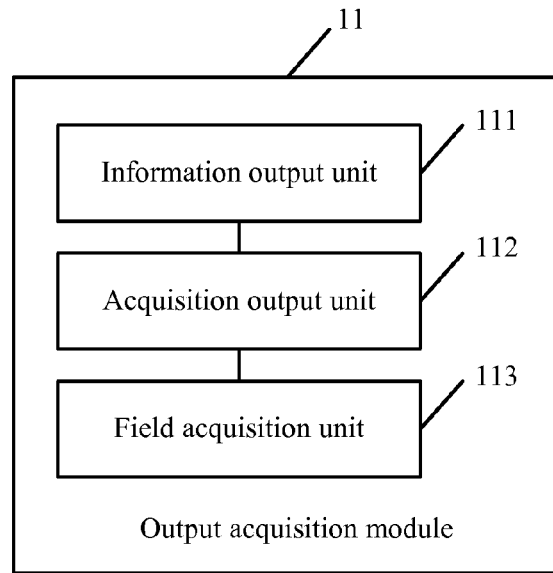 11
Information output unit
111
Acquisition output unit
112
Field acquisition unit
113
Output acquisition module